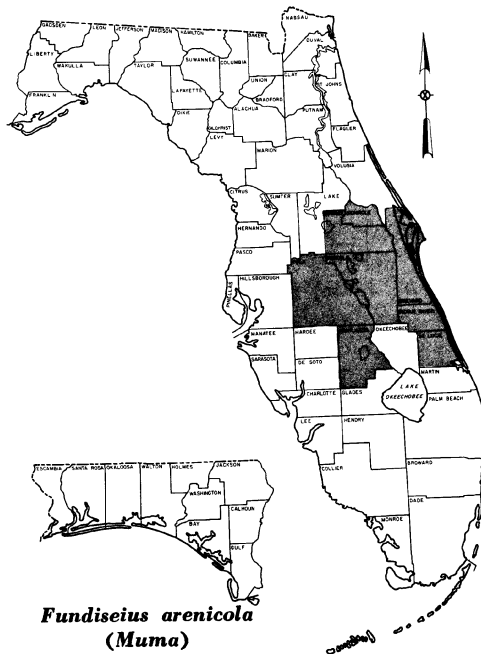 NASSAU
GADSDEN
LEON
JEFFERSON
MADISON
HAMILTON
BAKER
DUVAL
LIBERTY
WAKULLA
TAYLOR
SUWANNEE
COLUMBIA
UNION
CLAY
ST JOHNS
FRANKLIN
LAFAYETTE
BRADFORD
PUTNAM
DIXIE
GILCHRIST
ALACHUA
FLAGLER
LEVY
MARION
VOLUSIA
CITRUS
SUMTER
LAKE
HERNANDO
PASCO
PINELLAS
HILLSBOROUGH
MANATEE
HARDEE
OKEECHOBEE
SARASOTA
DE SOTO
MARTIN
CHARLOTTE
GLADES
LAKE
OKEECHOBEE
PALM BEACH
LEE
HENDRY
COLLIER
BROWARD
DADE
MONROE
ESCAMBIA
SANTA ROSA
OKALOOSA
WALTON
HOLMES
JACKSON
WASHINGTON
BAY
CALHOUN
GULF
Fundiseius arenicola
(Muma)